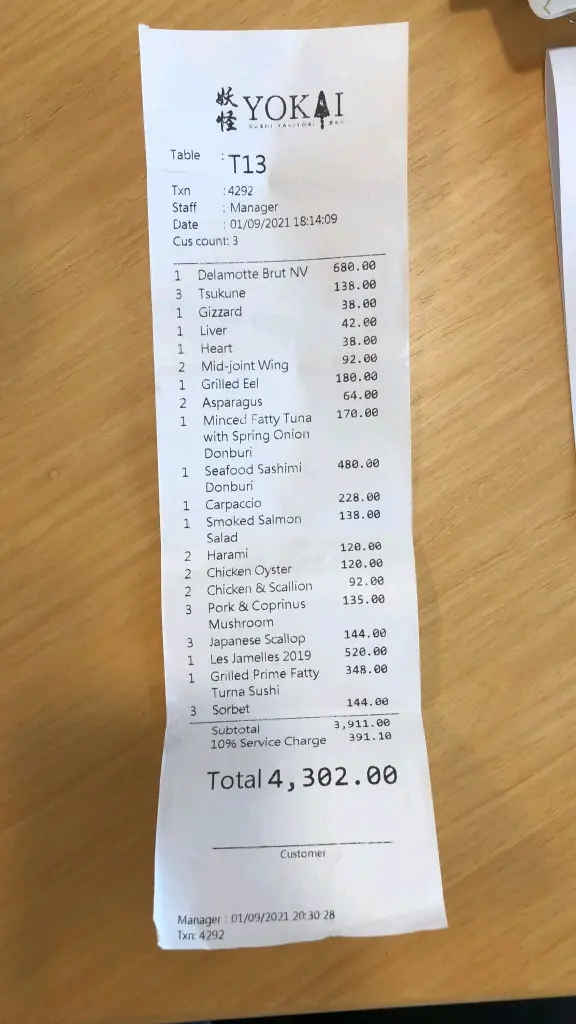 妖怪 YOKAI
SUSHI YAKITORI BAR
Table : T13
Txn : 4292
Staff : Manager
Date : 01/09/2021 18:14:09
Cus count: 3
1 Delamotte Brut NV 680.00
3 Tsukune 138.00
1 Gizzard 38.00
1 Liver 42.00
1 Heart 38.00
2 Mid-joint Wing 92.00
1 Grilled Eel 180.00
2 Asparagus 64.00
1 Minced Fatty Tuna 170.00
with Spring Onion
Donburi
1 Seafood Sashimi 480.00
Donburi
1 Carpaccio 228.00
1 Smoked Salmon 138.00
Salad
2 Harami 120.00
2 Chicken Oyster 120.00
2 Chicken & Scallion 92.00
3 Pork & Coprinus 135.00
Mushroom
3 Japanese Scallop 144.00
1 Les Jamelles 2019 520.00
1 Grilled Prime Fatty 348.00
Turna Sushi
3 Sorbet 144.00
Subtotal 3,911.00
10% Service Charge 391.10
Total 4,302.00
Customer
Manager : 01/09/2021 20:30:28
Txn: 4292